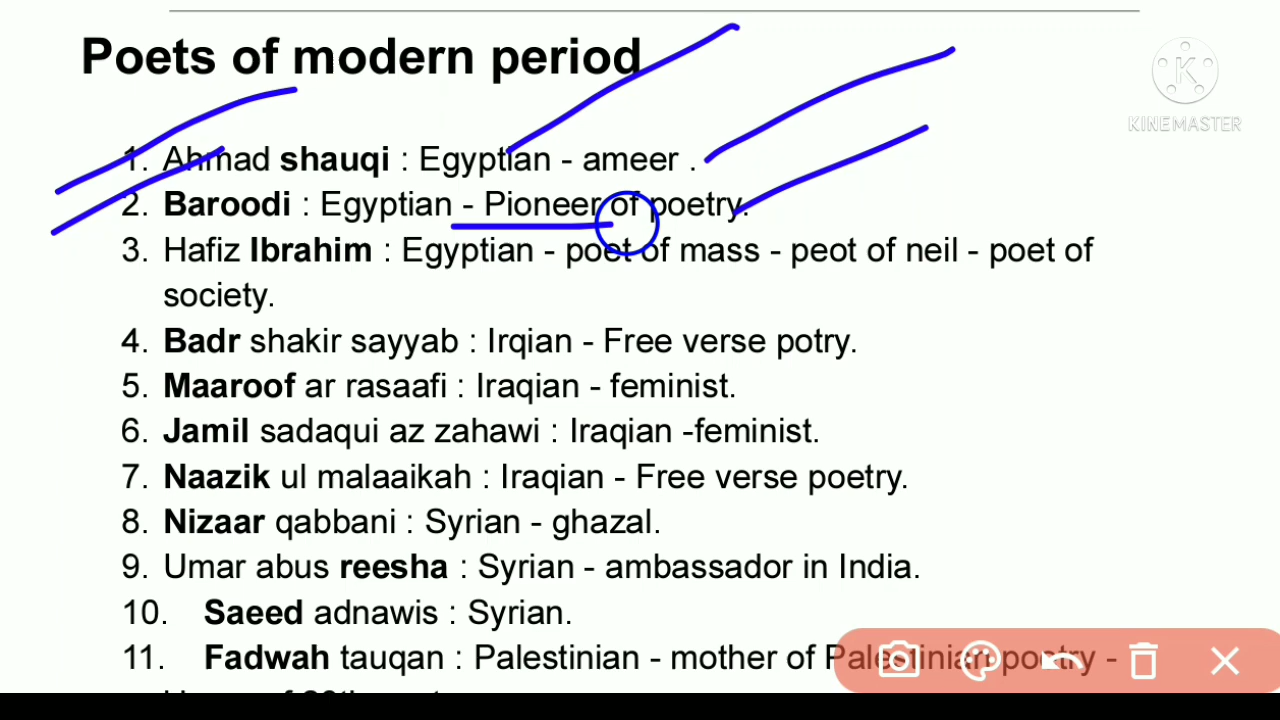 Poets of modern period
KINEMASTER
1. Ahmad shauqi : Egyptian - ameer .
2. Baroodi : Egyptian - Pioneer of poetry.
3. Hafiz Ibrahim : Egyptian - poet of mass - peot of neil - poet of
society.
4. Badr shakir sayyab : Irqian - Free verse potry.
5. Maaroof ar rasaafi : Iraqian - feminist.
6. Jamil sadaqui az zahawi : Iraqian -feminist.
7. Naazik ul malaaikah : Iraqian - Free verse poetry.
8. Nizaar qabbani : Syrian - ghazal.
9. Umar abus reesha : Syrian - ambassador in India.
10. Saeed adnawis : Syrian.
11. Fadwah tauqan : Palestinian - mother of Palestinian poetry -